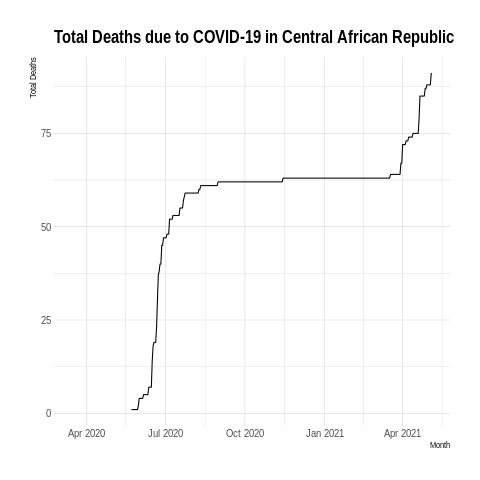 Total Deaths due to COVID-19 in Central African Republic
Total Deaths
75
50
25
0
Apr 2020 Jul 2020 Oct 2020 Jan 2021 Apr 2021
Month